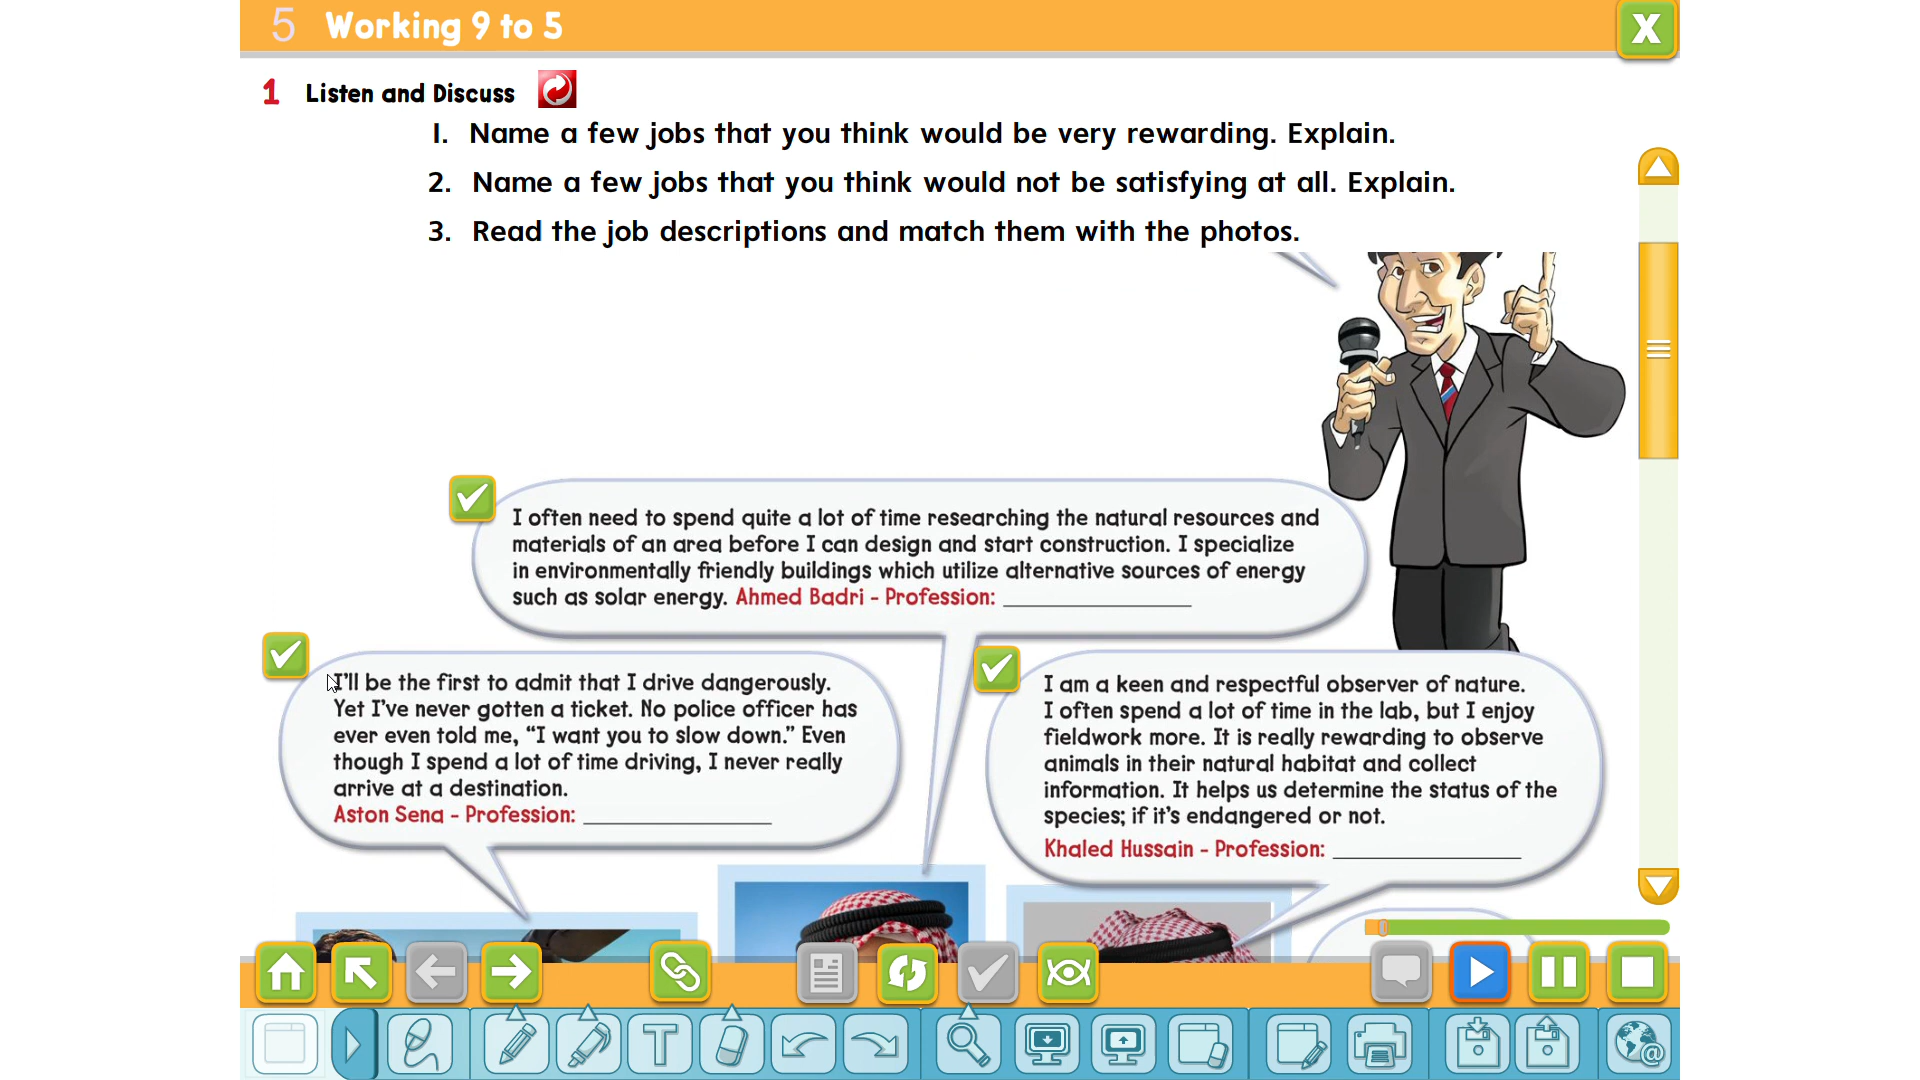 5 Working 9 to 5
X
1 Listen and Discuss
1. Name a few jobs that you think would be very rewarding. Explain.
2. Name a few jobs that you think would not be satisfying at all. Explain.
3. Read the job descriptions and match them with the photos.
I often need to spend quite a lot of time researching the natural resources and
materials of an area before I can design and start construction. I specialize
in environmentally friendly buildings which utilize alternative sources of energy
such as solar energy. Ahmed Badri - Profession: ________________
I'll be the first to admit that I drive dangerously.
Yet I've never gotten a ticket. No police officer has
ever even told me, “I want you to slow down.” Even
though I spend a lot of time driving, I never really
arrive at a destination.
Aston Sena - Profession: ________________
I am a keen and respectful observer of nature.
I often spend a lot of time in the lab, but I enjoy
fieldwork more. It is really rewarding to observe
animals in their natural habitat and collect
information. It helps us determine the status of the
species; if it's endangered or not.
Khaled Hussain - Profession: ________________
T
@